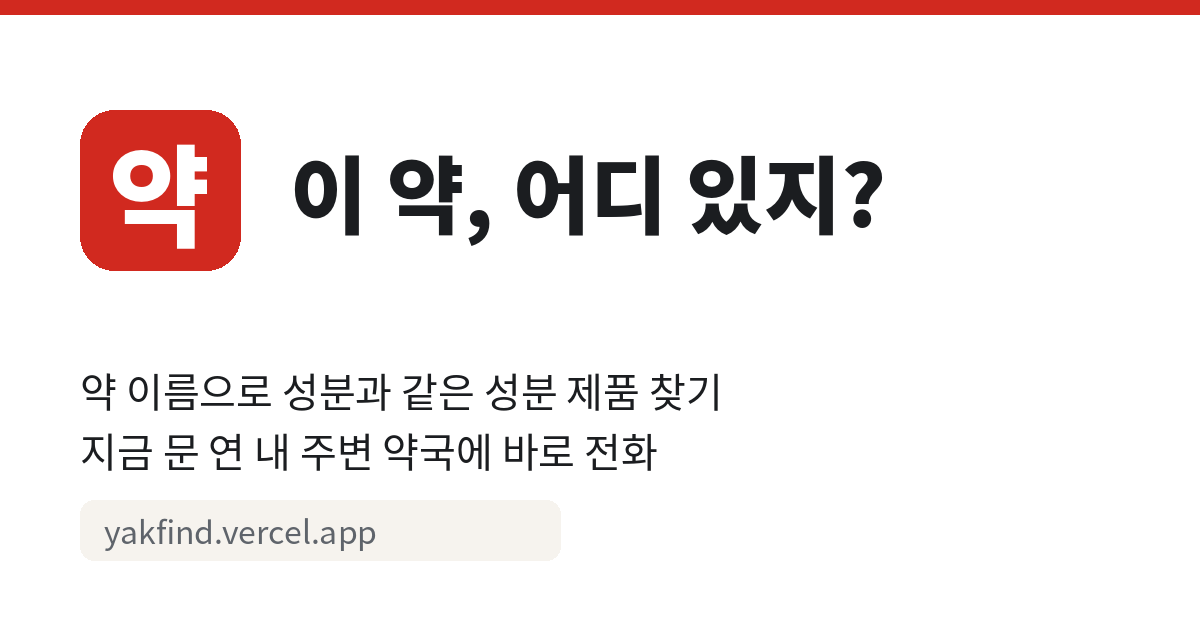 약
이 약, 어디 있지?
약 이름으로 성분과 같은 성분 제품 찾기
지금 문 연 내 주변 약국에 바로 전화
yakfind.vercel.app